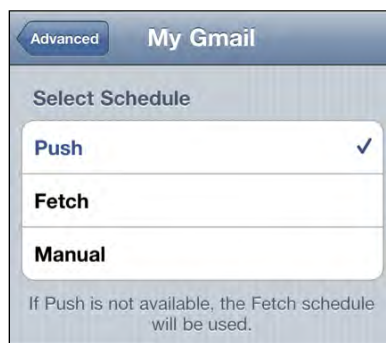 Advanced
My Gmail
Select Schedule
Push
Fetch
Manual
If Push is not available, the Fetch schedule
will be used.